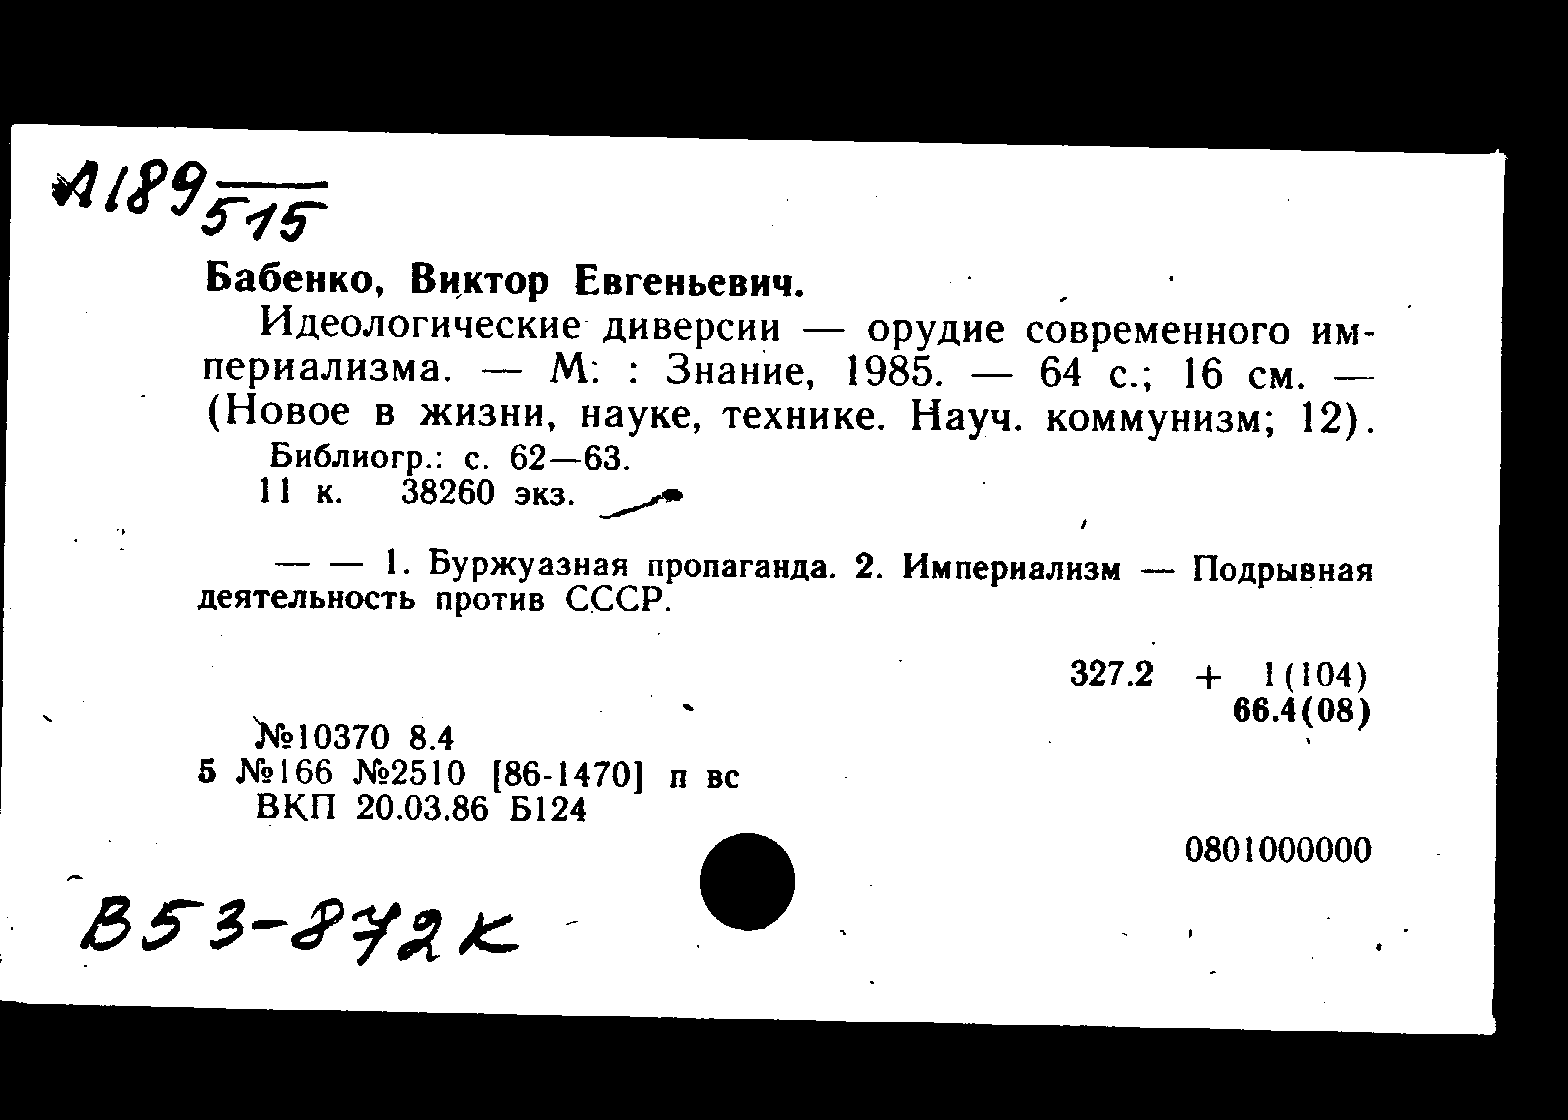 А189
515
Бабенко, Виктор Евгеньевич.
Идеологические диверсии — орудие современного им-
периализма. — М. : Знание, 1985. — 64 с.; 16 см. —
(Новое в жизни, науке, технике. Науч. коммунизм; 12).
Библиогр.: с. 62—63.
11 к. 38260 экз.
— — 1. Буржуазная пропаганда. 2. Империализм — Подрывная
деятельность против СССР.
327.2 + 1(104)
66.4(08)
№10370 8.4
5 №166 №2510 [86-1470] п вс
ВКП 20.03.86 Б124
0801000000
В53-872к